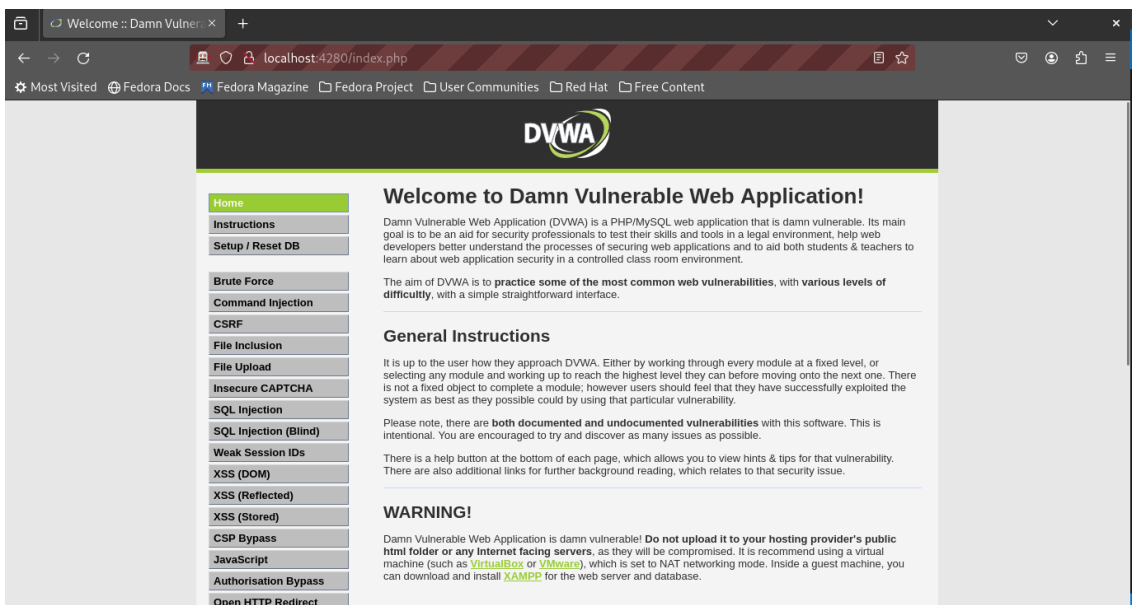 Welcome :: Damn Vulnera
localhost:4280/index.php
Most Visited Fedora Docs Fedora Magazine Fedora Project User Communities Red Hat Free Content
DVWA
Home
Instructions
Setup / Reset DB
Brute Force
Command Injection
CSRF
File Inclusion
File Upload
Insecure CAPTCHA
SQL Injection
SQL Injection (Blind)
Weak Session IDs
XSS (DOM)
XSS (Reflected)
XSS (Stored)
CSP Bypass
JavaScript
Authorisation Bypass
Open HTTP Redirect
Welcome to Damn Vulnerable Web Application!
Damn Vulnerable Web Application (DVWA) is a PHP/MySQL web application that is damn vulnerable. Its main
goal is to be an aid for security professionals to test their skills and tools in a legal environment, help web
developers better understand the processes of securing web applications and to aid both students & teachers to
learn about web application security in a controlled class room environment.
The aim of DVWA is to practice some of the most common web vulnerabilities, with various levels of
difficultly, with a simple straightforward interface.
General Instructions
It is up to the user how they approach DVWA. Either by working through every module at a fixed level, or
selecting any module and working up to reach the highest level they can before moving onto the next one. There
is not a fixed object to complete a module; however users should feel that they have successfully exploited the
system as best as they possible could by using that particular vulnerability.
Please note, there are both documented and undocumented vulnerabilities with this software. This is
intentional. You are encouraged to try and discover as many issues as possible.
There is a help button at the bottom of each page, which allows you to view hints & tips for that vulnerability.
There are also additional links for further background reading, which relates to that security issue.
WARNING!
Damn Vulnerable Web Application is damn vulnerable! Do not upload it to your hosting provider's public
html folder or any Internet facing servers, as they will be compromised. It is recommend using a virtual
machine (such as VirtualBox or VMware), which is set to NAT networking mode. Inside a guest machine, you
can download and install XAMPP for the web server and database.